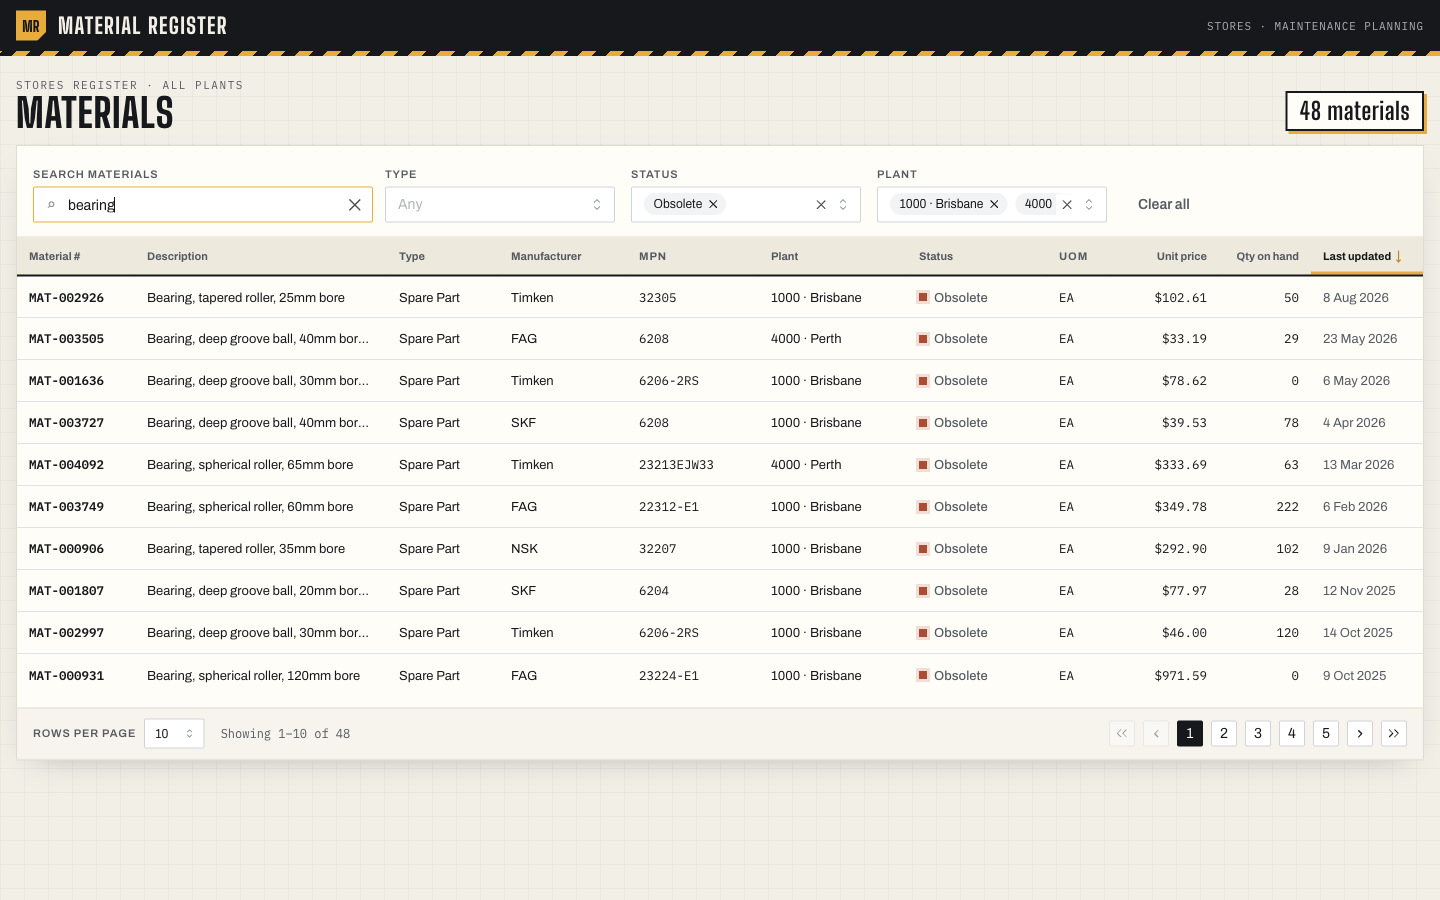 MR MATERIAL REGISTER
STORES · MAINTENANCE PLANNING
STORES REGISTER · ALL PLANTS
MATERIALS
48 materials
SEARCH MATERIALS TYPE STATUS PLANT
bearing Any Obsolete 1000 · Brisbane 4000 Clear all
Material # Description Type Manufacturer MPN Plant Status UOM Unit price Qty on hand Last updated ↓
MAT-002926 Bearing, tapered roller, 25mm bore Spare Part Timken 32305 1000 · Brisbane Obsolete EA $102.61 50 8 Aug 2026
MAT-003505 Bearing, deep groove ball, 40mm bor... Spare Part FAG 6208 4000 · Perth Obsolete EA $33.19 29 23 May 2026
MAT-001636 Bearing, deep groove ball, 30mm bor... Spare Part Timken 6206-2RS 1000 · Brisbane Obsolete EA $78.62 0 6 May 2026
MAT-003727 Bearing, deep groove ball, 40mm bor... Spare Part SKF 6208 1000 · Brisbane Obsolete EA $39.53 78 4 Apr 2026
MAT-004092 Bearing, spherical roller, 65mm bore Spare Part Timken 23213EJW33 4000 · Perth Obsolete EA $333.69 63 13 Mar 2026
MAT-003749 Bearing, spherical roller, 60mm bore Spare Part FAG 22312-E1 1000 · Brisbane Obsolete EA $349.78 222 6 Feb 2026
MAT-000906 Bearing, tapered roller, 35mm bore Spare Part NSK 32207 1000 · Brisbane Obsolete EA $292.90 102 9 Jan 2026
MAT-001807 Bearing, deep groove ball, 20mm bor... Spare Part SKF 6204 1000 · Brisbane Obsolete EA $77.97 28 12 Nov 2025
MAT-002997 Bearing, deep groove ball, 30mm bor... Spare Part Timken 6206-2RS 1000 · Brisbane Obsolete EA $46.00 120 14 Oct 2025
MAT-000931 Bearing, spherical roller, 120mm bore Spare Part FAG 23224-E1 1000 · Brisbane Obsolete EA $971.59 0 9 Oct 2025
ROWS PER PAGE 10 Showing 1–10 of 48 1 2 3 4 5